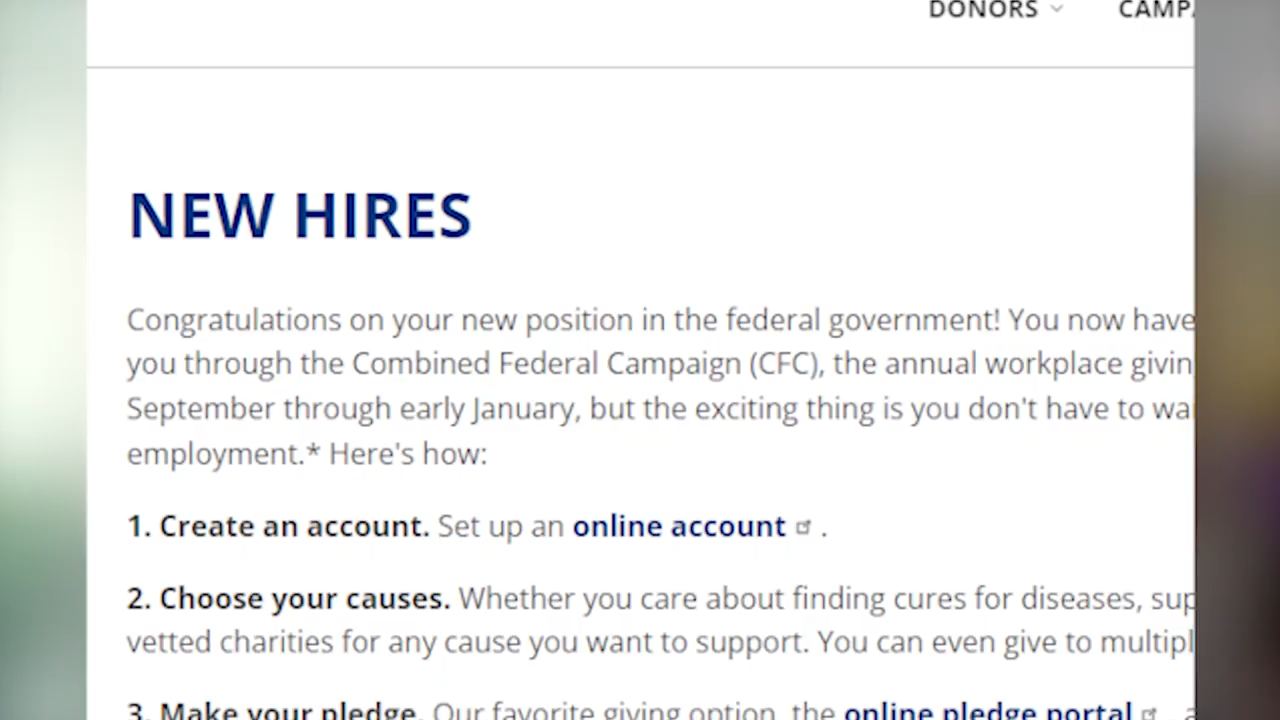 DONORS
NEW HIRES
Congratulations on your new position in the federal government! You now have
you through the Combined Federal Campaign (CFC), the annual workplace
September through early January, but the exciting thing is you don't have to
employment.* Here's how:
1. Create an account. Set up an online account .
2. Choose your causes. Whether you care about finding cures for diseases,
vetted charities for any cause you want to support. You can even give to
3. Make your pledge. Our favorite giving option, the online pledge portal ,